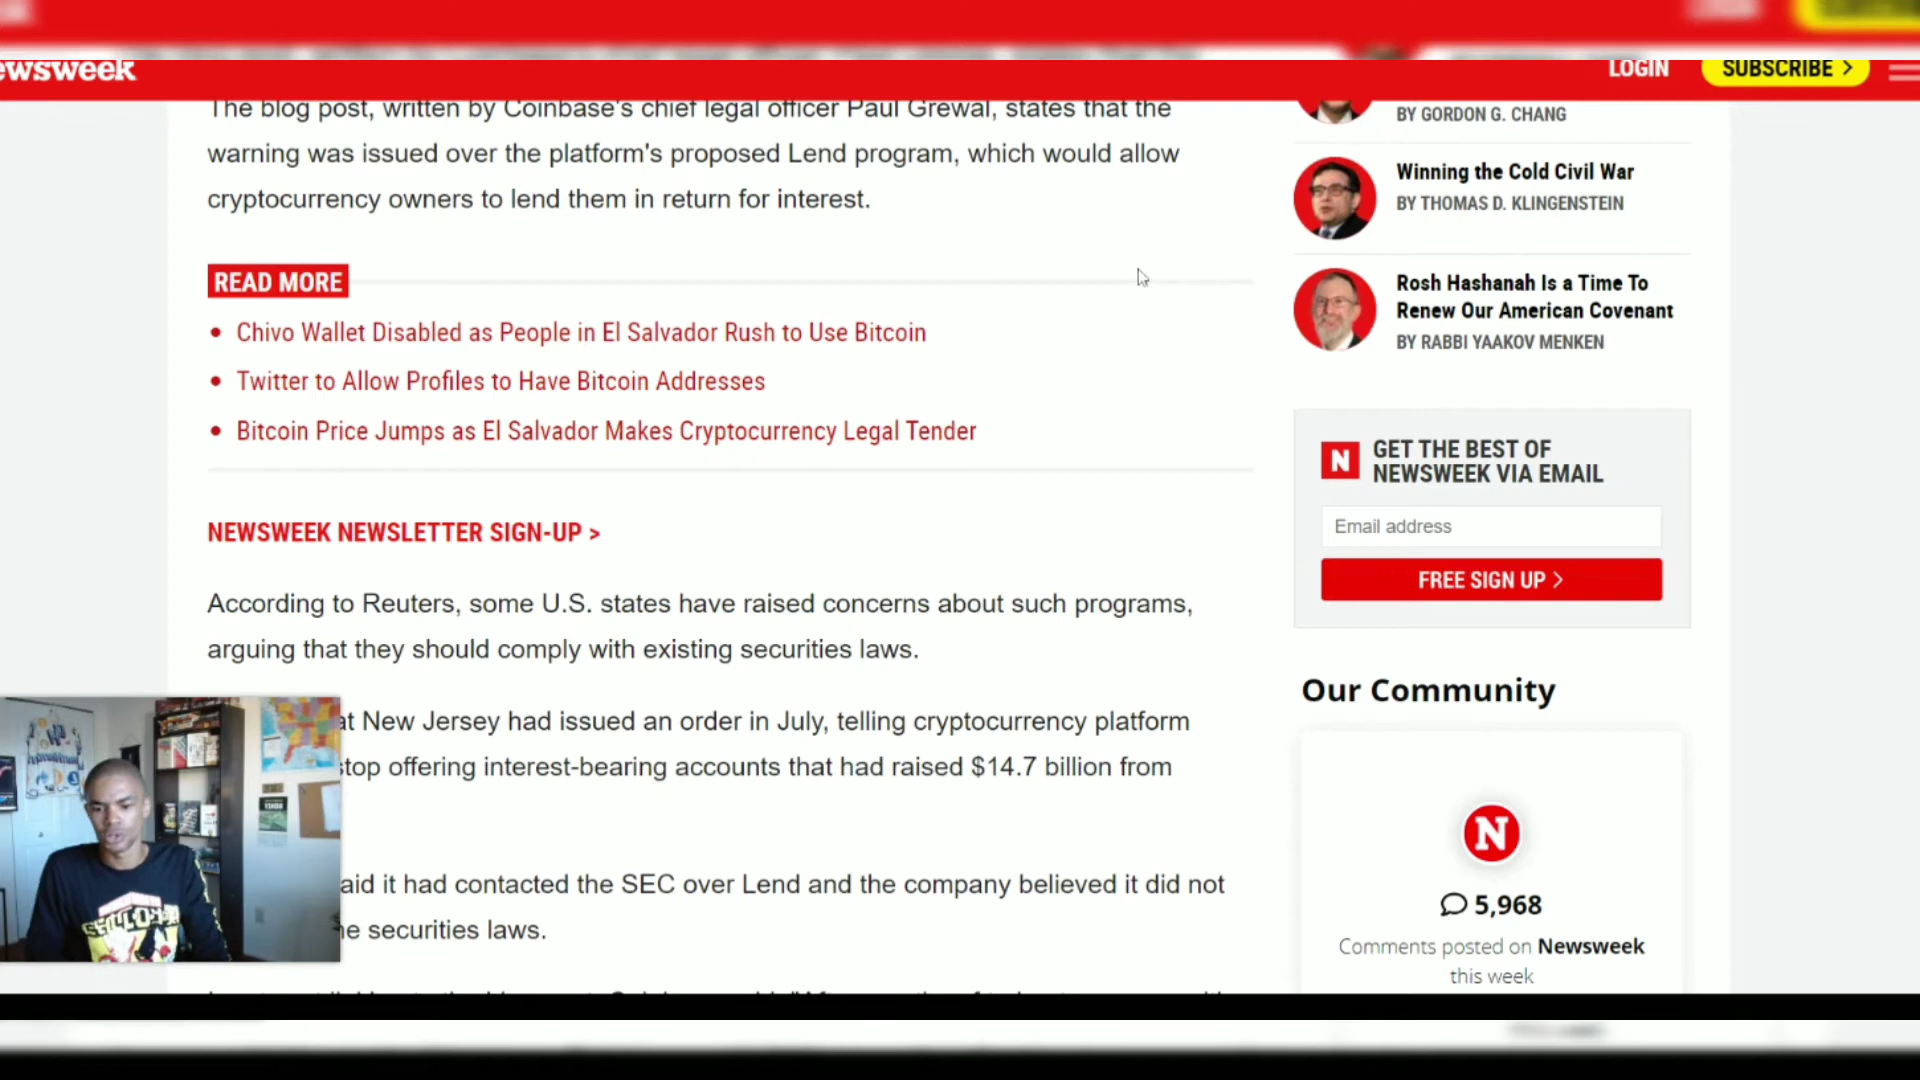 ewsweek
LOGIN
SUBSCRIBE >
The blog post, written by Coinbase's chief legal officer Paul Grewal, states that the
warning was issued over the platform's proposed Lend program, which would allow
cryptocurrency owners to lend them in return for interest.
READ MORE
• Chivo Wallet Disabled as People in El Salvador Rush to Use Bitcoin
• Twitter to Allow Profiles to Have Bitcoin Addresses
• Bitcoin Price Jumps as El Salvador Makes Cryptocurrency Legal Tender
NEWSWEEK NEWSLETTER SIGN-UP >
According to Reuters, some U.S. states have raised concerns about such programs,
arguing that they should comply with existing securities laws.
at New Jersey had issued an order in July, telling cryptocurrency platform
stop offering interest-bearing accounts that had raised $14.7 billion from
aid it had contacted the SEC over Lend and the company believed it did not
he securities laws.
BY GORDON G. CHANG
Winning the Cold Civil War
BY THOMAS D. KLINGENSTEIN
Rosh Hashanah Is a Time To
Renew Our American Covenant
BY RABBI YAAKOV MENKEN
N
GET THE BEST OF
NEWSWEEK VIA EMAIL
Email address
FREE SIGN UP >
Our Community
N
5,968
Comments posted on Newsweek
this week